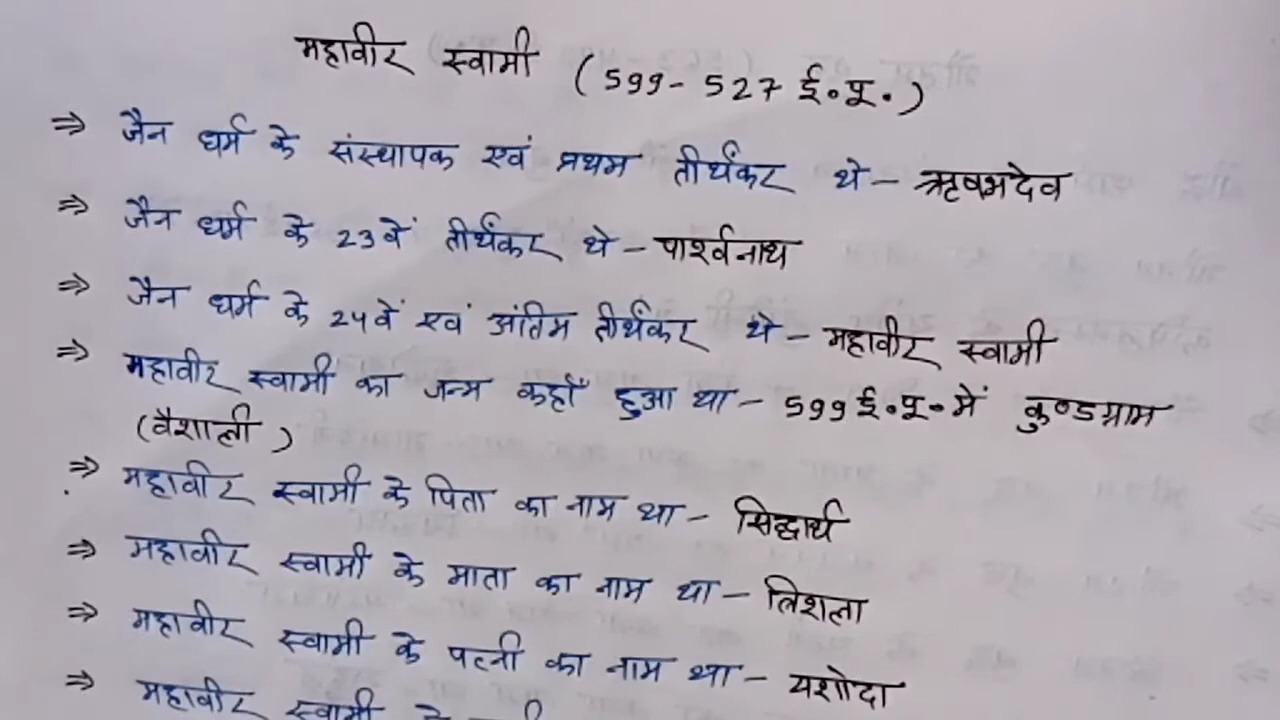 महावीर स्वामी (599-527 ई.पू.)
⇒ जैन धर्म के संस्थापक एवं प्रथम तीर्थंकर थे - ऋषभदेव
⇒ जैन धर्म के 23वें तीर्थंकर थे - पार्श्वनाथ
⇒ जैन धर्म के 24वें एवं अंतिम तीर्थंकर थे - महावीर स्वामी
⇒ महावीर स्वामी का जन्म कहाँ हुआ था - 599 ई.पू. में कुण्डग्राम
(वैशाली)
⇒ महावीर स्वामी के पिता का नाम था - सिद्धार्थ
⇒ महावीर स्वामी के माता का नाम था - त्रिशला
⇒ महावीर स्वामी के पत्नी का नाम था - यशोदा
⇒ महावीर स्वामी